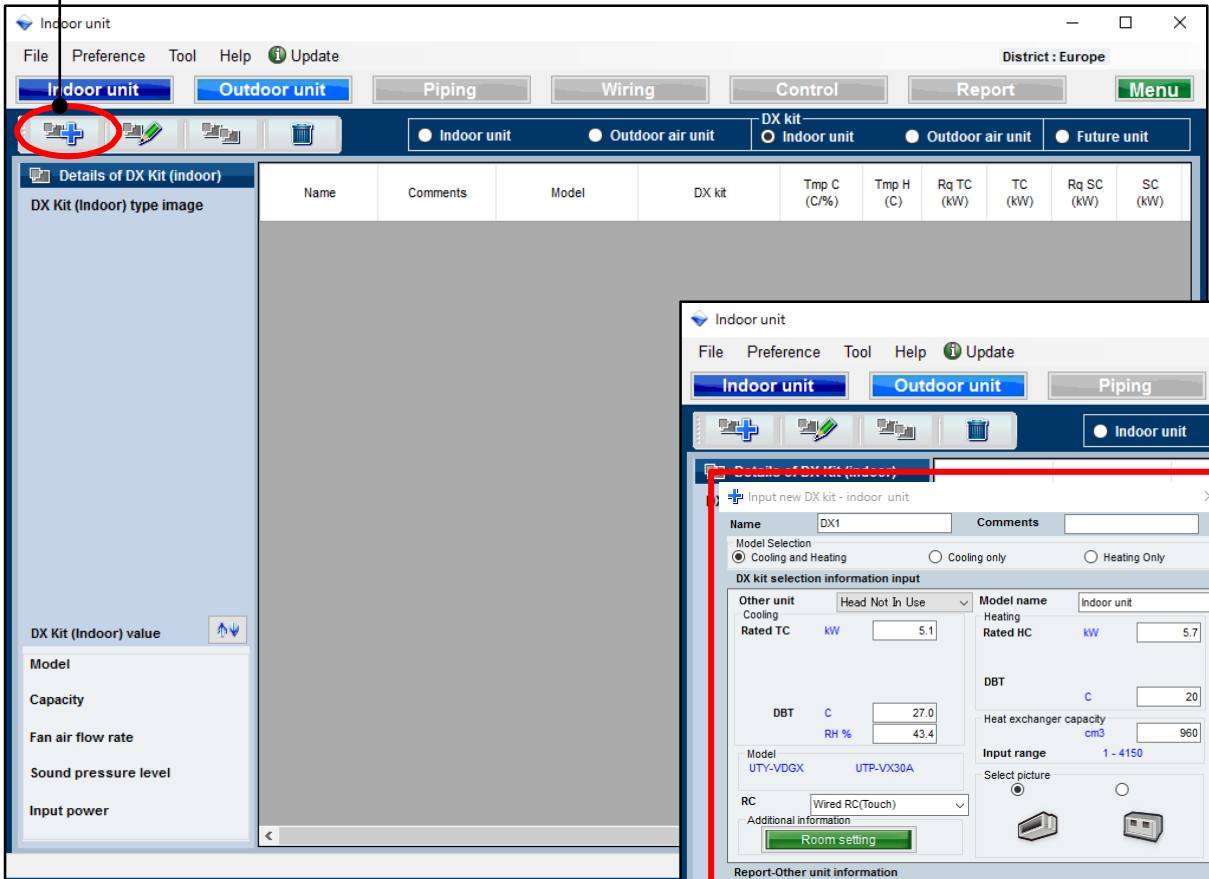 Indoor unit
File Preference Tool Help Update District : Europe
Indoor unit Outdoor unit Piping Wiring Control Report Menu
DX kit
Indoor unit Outdoor air unit Indoor unit Outdoor air unit Future unit
Details of DX Kit (indoor)
DX Kit (Indoor) type image
Name Comments Model DX kit Tmp C (C/%) Tmp H (C) Rq TC (kW) TC (kW) Rq SC (kW) SC (kW)
DX Kit (Indoor) value
Model
Capacity
Fan air flow rate
Sound pressure level
Input power
Indoor unit
File Preference Tool Help Update
Indoor unit Outdoor unit Piping
Indoor unit
Details of DX Kit (indoor)
Input new DX kit - indoor unit
Name DX1 Comments
Model Selection
Cooling and Heating Cooling only Heating Only
DX kit selection information input
Other unit Head Not In Use Model name Indoor unit
Cooling Heating
Rated TC kW 5.1 Rated HC kW 5.7
DBT
C 20
DBT C 27.0
Heat exchanger capacity
RH % 43.4 cm3 960
Model Input range 1 - 4150
UTY-VDGX UTP-VX30A
Select picture
RC Wired RC(Touch)
Additional information
Room setting
Report-Other unit information